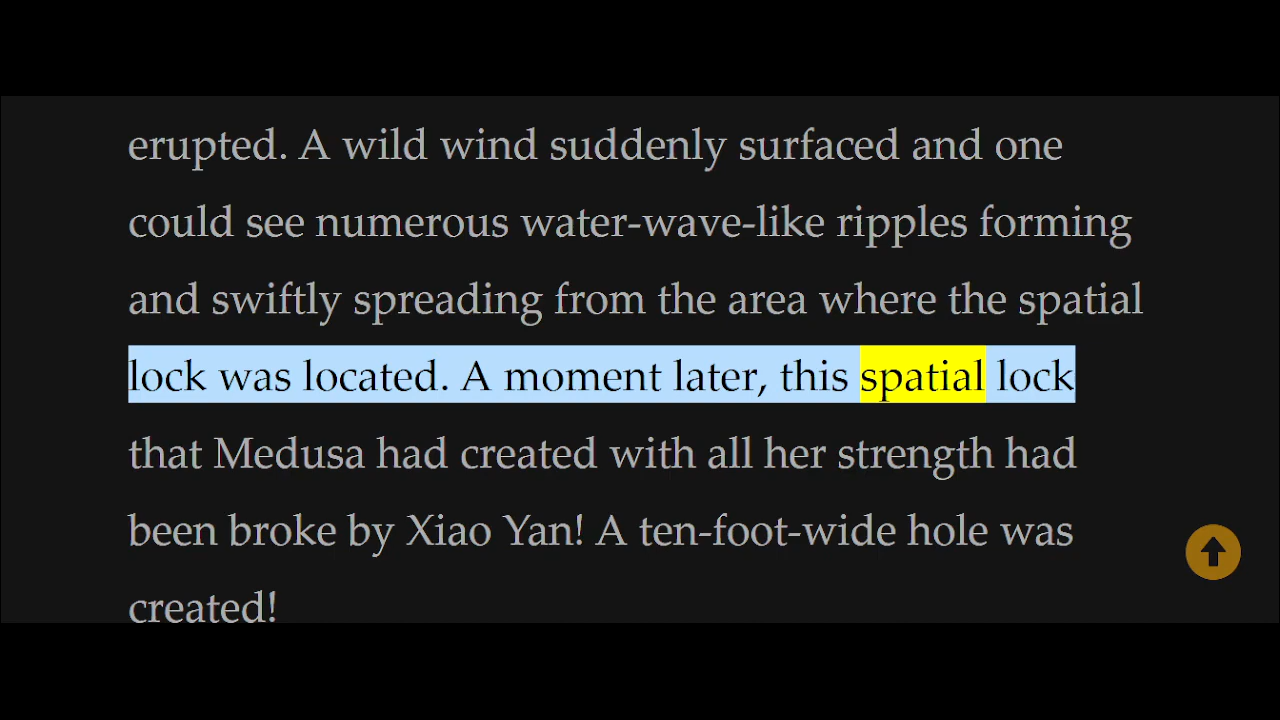 erupted. A wild wind suddenly surfaced and one
could see numerous water-wave-like ripples forming
and swiftly spreading from the area where the spatial
lock was located. A moment later, this spatial lock
that Medusa had created with all her strength had
been broke by Xiao Yan! A ten-foot-wide hole was
created!